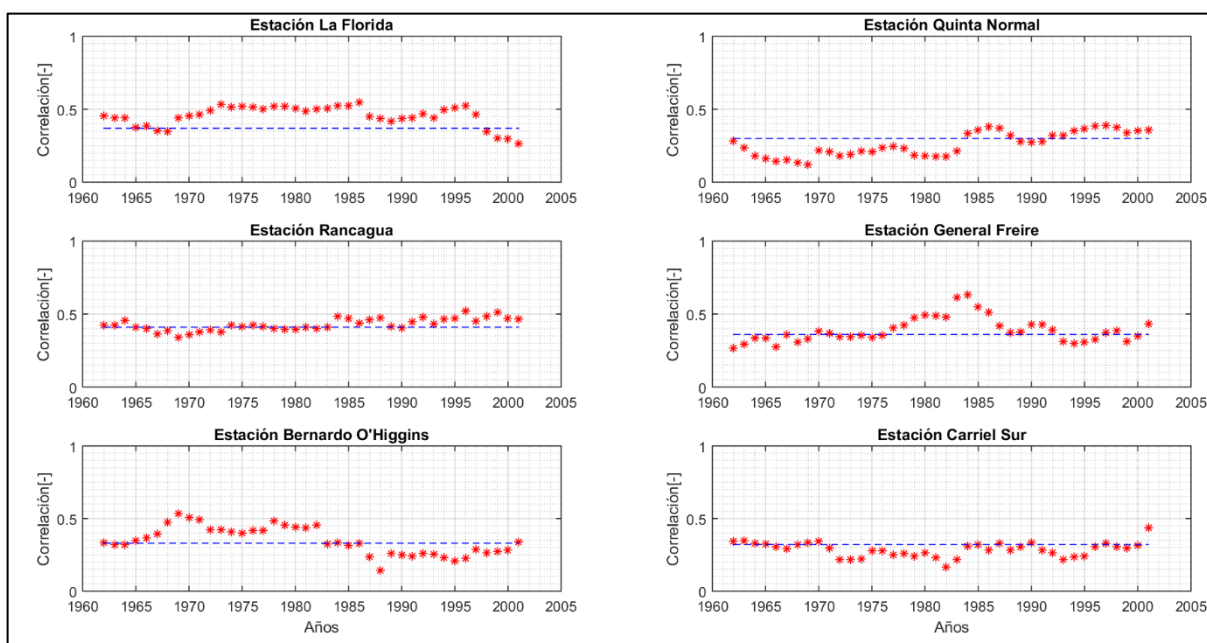 Estación La Florida
1
0.5
0
Correlación[-]
1960 1965 1970 1975 1980 1985 1990 1995 2000 2005
Estación Quinta Normal
1
0.5
0
Correlación[-]
1960 1965 1970 1975 1980 1985 1990 1995 2000 2005
Estación Rancagua
1
0.5
0
Correlación[-]
1960 1965 1970 1975 1980 1985 1990 1995 2000 2005
Estación General Freire
1
0.5
0
Correlación[-]
1960 1965 1970 1975 1980 1985 1990 1995 2000 2005
Estación Bernardo O'Higgins
1
0.5
0
Correlación[-]
1960 1965 1970 1975 1980 1985 1990 1995 2000 2005
Años
Estación Carriel Sur
1
0.5
0
Correlación[-]
1960 1965 1970 1975 1980 1985 1990 1995 2000 2005
Años